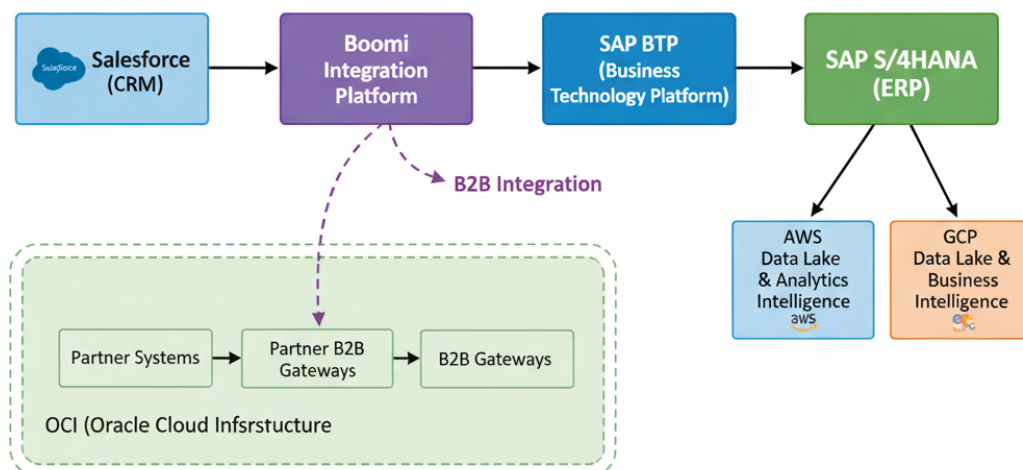 salesforce
Salesforce
(CRM)
Boomi
Integration
Platform
SAP BTP
(Business
Technology Platform)
SAP S/4HANA
(ERP)
B2B Integration
AWS
Data Lake
& Analytics
Intelligence
aws
GCP
Data Lake &
Business
Intelligence
Partner Systems
Partner B2B
Gateways
B2B Gateways
OCI (Oracle Cloud Infsrstucture